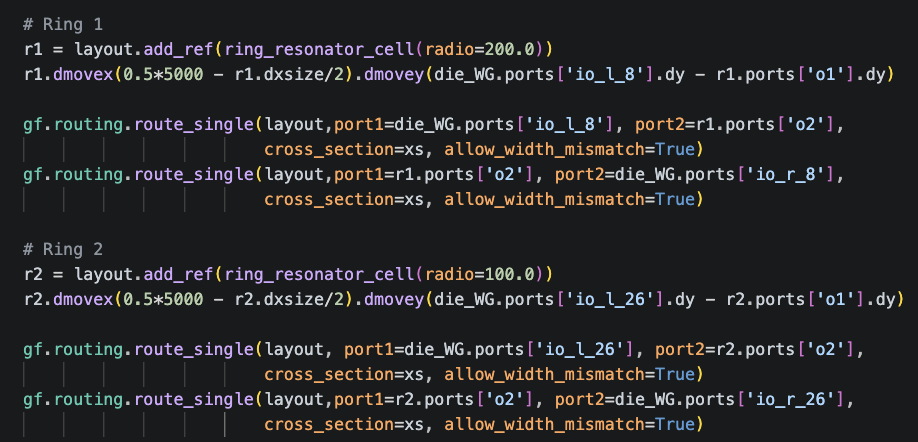 # Ring 1
r1 = layout.add_ref(ring_resonator_cell(radio=200.0))
r1.dmovex(0.5*5000 - r1.dxsize/2).dmovey(die_WG.ports['io_l_8'].dy - r1.ports['o1'].dy)
gf.routing.route_single(layout,port1=die_WG.ports['io_l_8'], port2=r1.ports['o2'],
cross_section=xs, allow_width_mismatch=True)
gf.routing.route_single(layout,port1=r1.ports['o2'], port2=die_WG.ports['io_r_8'],
cross_section=xs, allow_width_mismatch=True)
# Ring 2
r2 = layout.add_ref(ring_resonator_cell(radio=100.0))
r2.dmovex(0.5*5000 - r2.dxsize/2).dmovey(die_WG.ports['io_l_26'].dy - r2.ports['o1'].dy)
gf.routing.route_single(layout, port1=die_WG.ports['io_l_26'], port2=r2.ports['o2'],
cross_section=xs, allow_width_mismatch=True)
gf.routing.route_single(layout,port1=r2.ports['o2'], port2=die_WG.ports['io_r_26'],
cross_section=xs, allow_width_mismatch=True)